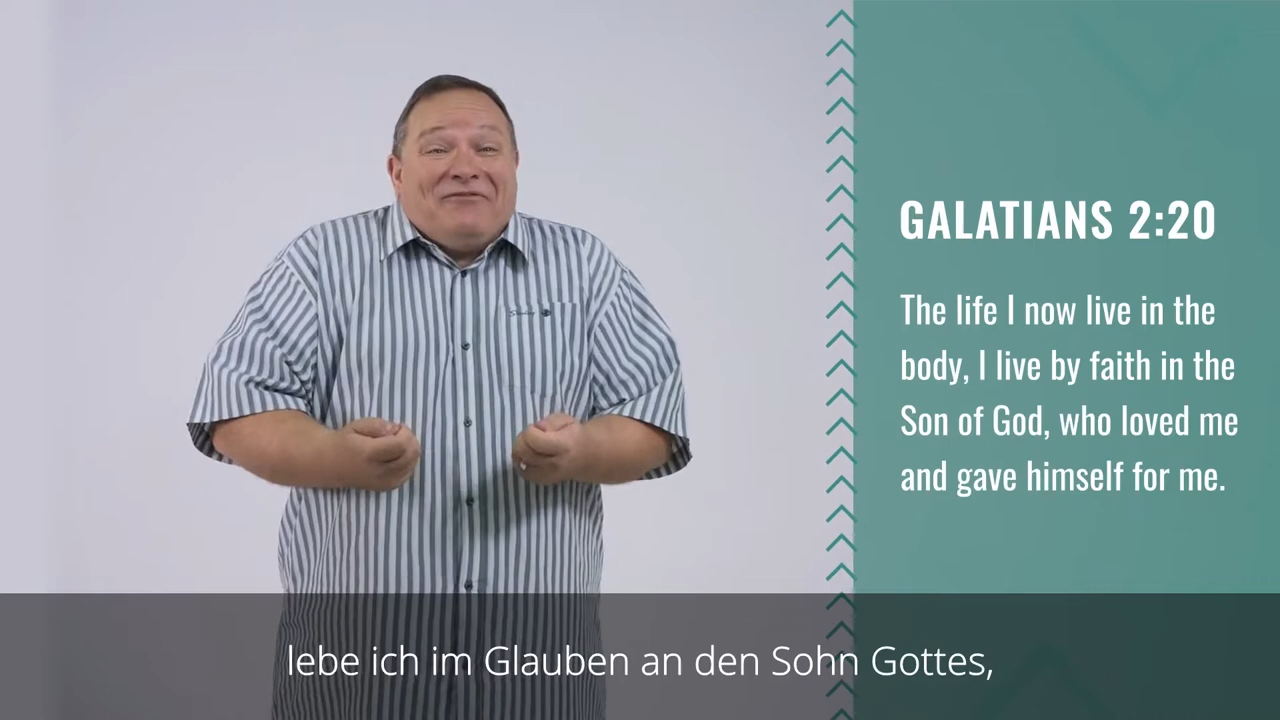 GALATIANS 2:20
The life I now live in the
body, I live by faith in the
Son of God, who loved me
and gave himself for me.
lebe ich im Glauben an den Sohn Gottes,